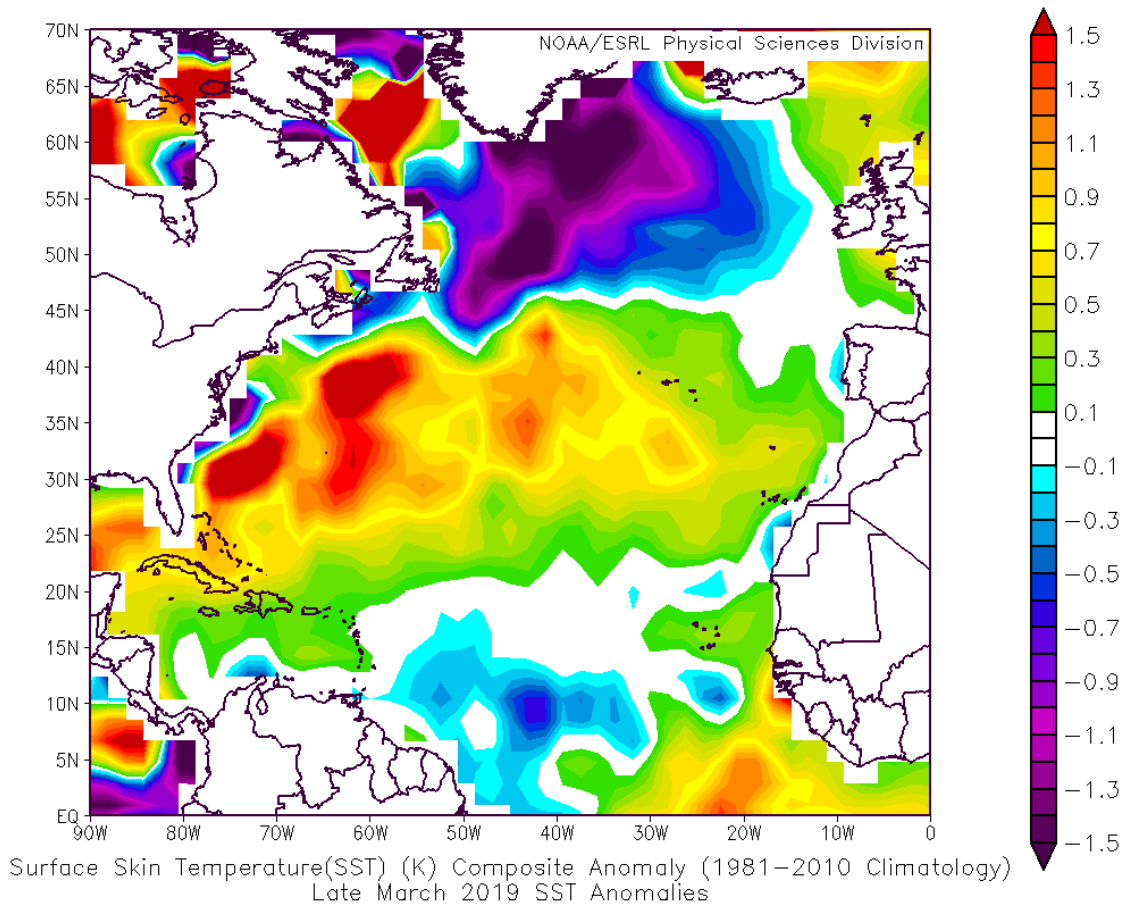 NOAA/ESRL Physical Sciences Division
70N
65N
60N
55N
50N
45N
40N
35N
30N
25N
20N
15N
10N
5N
EQ
90W 80W 70W 60W 50W 40W 30W 20W 10W 0
1.5
1.3
1.1
0.9
0.7
0.5
0.3
0.1
-0.1
-0.3
-0.5
-0.7
-0.9
-1.1
-1.3
-1.5
Surface Skin Temperature(SST) (K) Composite Anomaly (1981-2010 Climatology)
Late March 2019 SST Anomalies